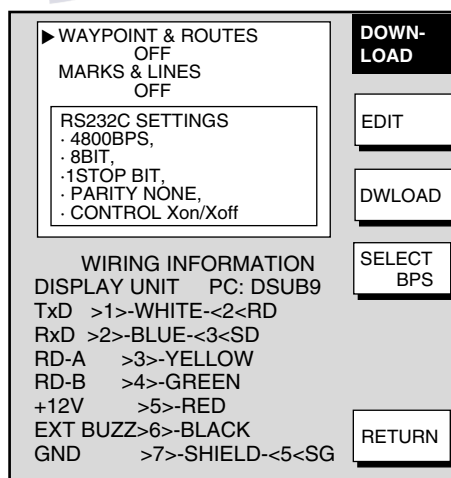 ▶ WAYPOINT & ROUTES
OFF
MARKS & LINES
OFF
RS232C SETTINGS
· 4800BPS,
· 8BIT,
·1STOP BIT,
· PARITY NONE,
· CONTROL Xon/Xoff
WIRING INFORMATION
DISPLAY UNIT PC: DSUB9
TxD >1>-WHITE-<2<RD
RxD >2>-BLUE-<3<SD
RD-A >3>-YELLOW
RD-B >4>-GREEN
+12V >5>-RED
EXT BUZZ>6>-BLACK
GND >7>-SHIELD-<5<SG
DOWN-
LOAD
EDIT
DWLOAD
SELECT
BPS
RETURN